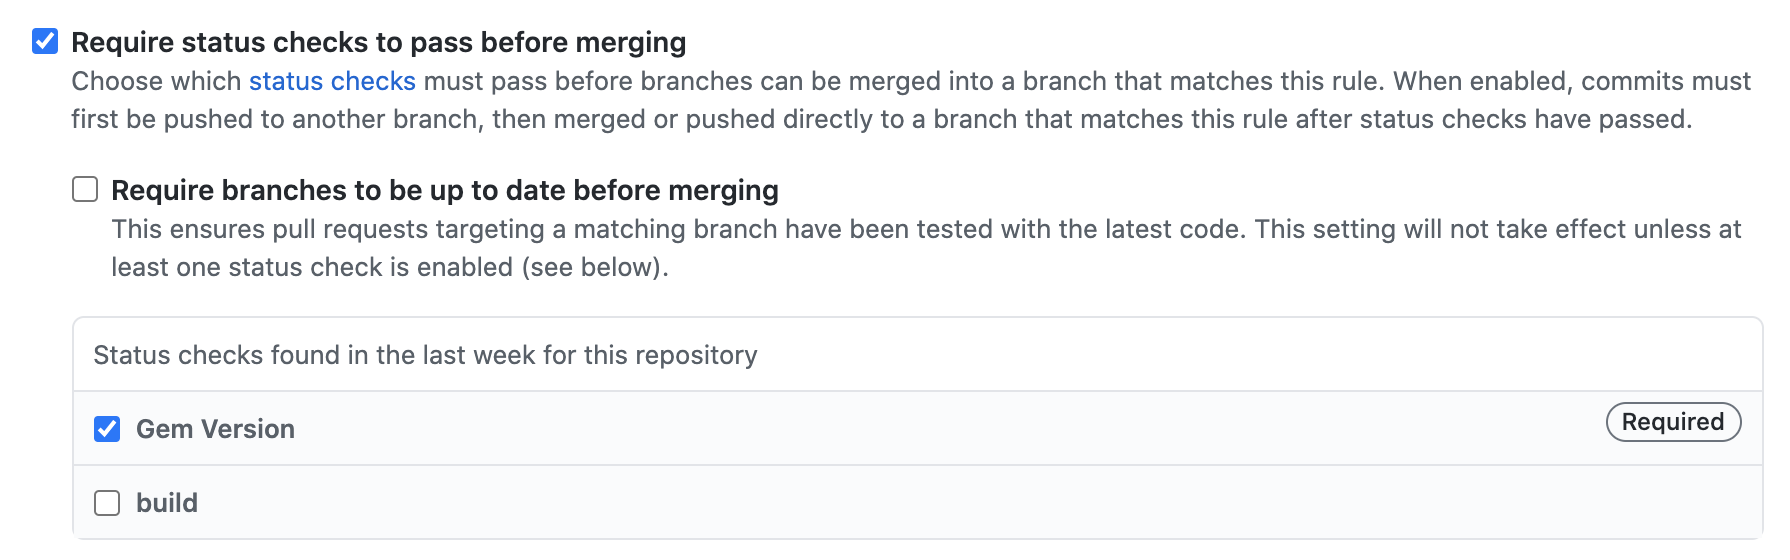 Require status checks to pass before merging
Choose which status checks must pass before branches can be merged into a branch that matches this rule. When enabled, commits must
first be pushed to another branch, then merged or pushed directly to a branch that matches this rule after status checks have passed.
Require branches to be up to date before merging
This ensures pull requests targeting a matching branch have been tested with the latest code. This setting will not take effect unless at
least one status check is enabled (see below).
Status checks found in the last week for this repository
Gem Version Required
build